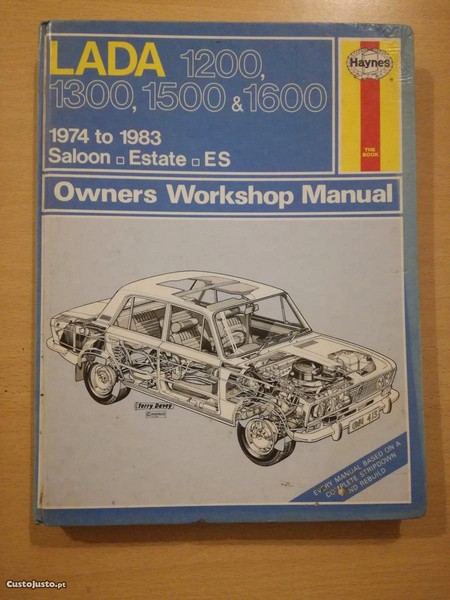 LADA 1200,
1300, 1500 & 1600
Haynes
THE
BOOK
1974 to 1983
Saloon □ Estate □ ES
Owners Workshop Manual
Terry Davey
EVERY MANUAL BASED ON A
COMPLETE STRIPDOWN
AND REBUILD
CustoJusto.pt